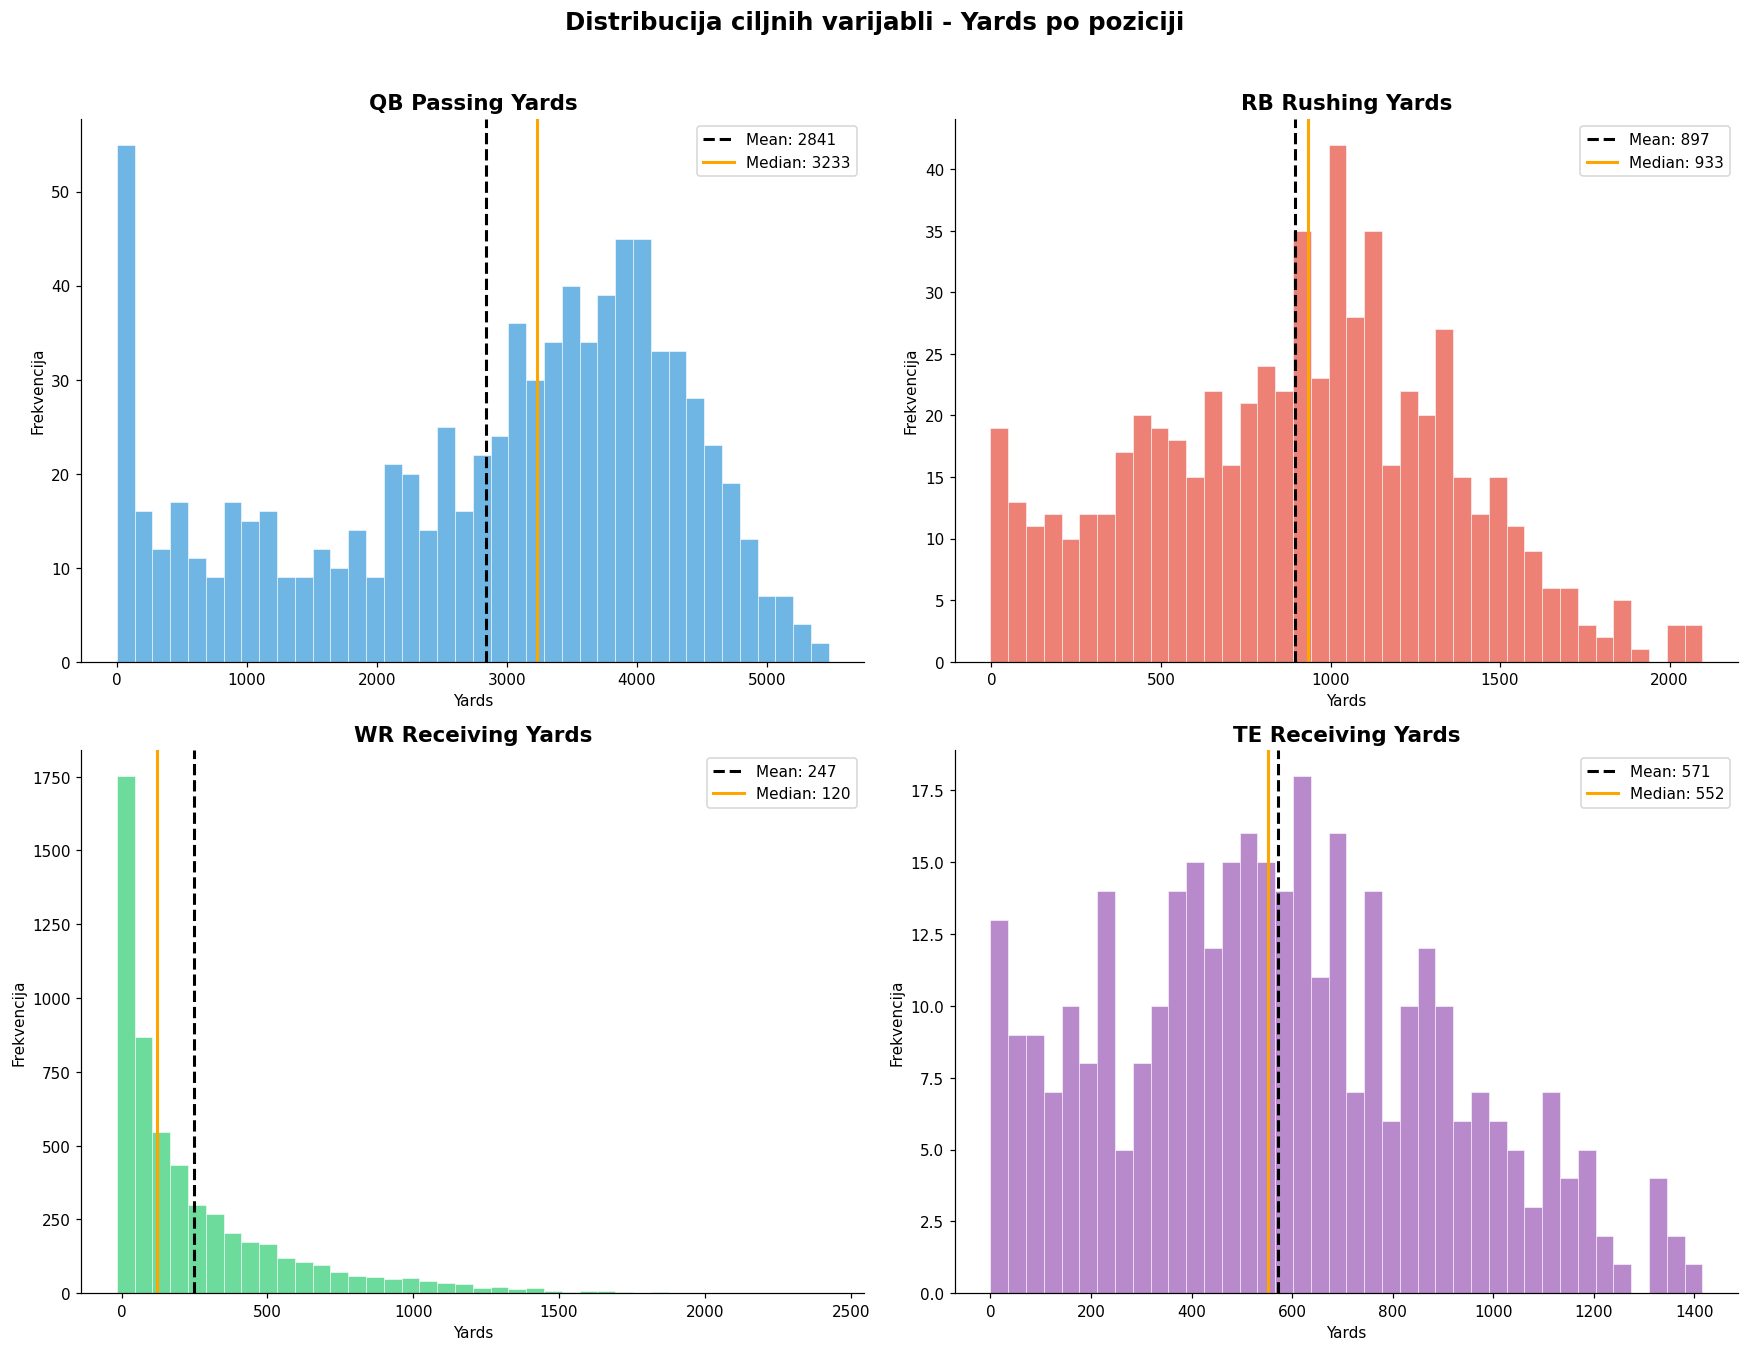 Distribucija ciljnih varijabli - Yards po poziciji
QB Passing Yards
Mean: 2841
Median: 3233
Frekvencija
50
40
30
20
10
0
0 1000 2000 3000 4000 5000
Yards
RB Rushing Yards
Mean: 897
Median: 933
Frekvencija
40
35
30
25
20
15
10
5
0
0 500 1000 1500 2000
Yards
WR Receiving Yards
Mean: 247
Median: 120
Frekvencija
1750
1500
1250
1000
750
500
250
0
0 500 1000 1500 2000 2500
Yards
TE Receiving Yards
Mean: 571
Median: 552
Frekvencija
17.5
15.0
12.5
10.0
7.5
5.0
2.5
0.0
0 200 400 600 800 1000 1200 1400
Yards